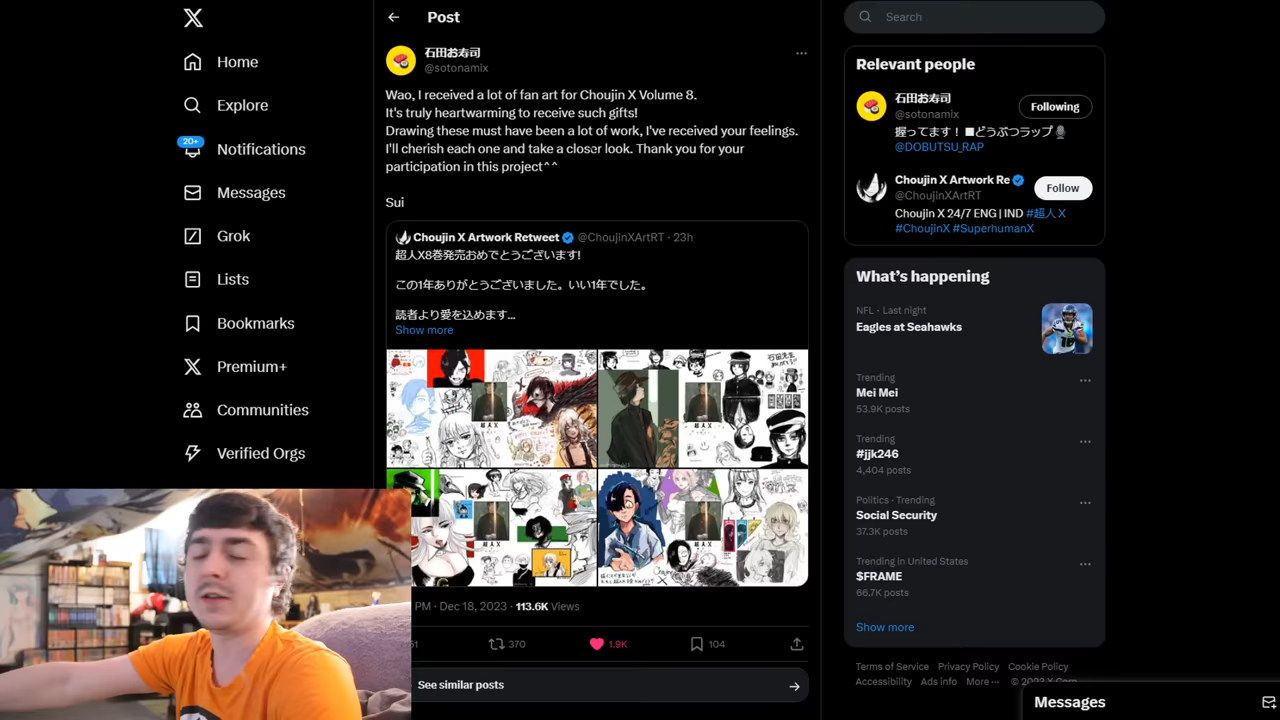 Home
Explore
20+
Notifications
Messages
Grok
Lists
Bookmarks
Premium+
Communities
Verified Orgs
Post
石田お寿司
@sotonamix
Wao, I received a lot of fan art for Choujin X Volume 8.
It's truly heartwarming to receive such gifts!
Drawing these must have been a lot of work, I've received your feelings.
I'll cherish each one and take a closer look. Thank you for your
participation in this project^^
Sui
Choujin X Artwork Retweet @ChoujinXArtRT · 23h
超人X8巻発売おめでとうございます!
この1年ありがとうございました。いい1年でした。
読者より愛を込めます...
Show more
PM · Dec 18, 2023 · 113.6K Views
370
1.9K
104
See similar posts
Search
Relevant people
石田お寿司
@sotonamix
Following
握ってます！ ■どうぶつラップ
@DOBUTSU_RAP
Choujin X Artwork Re
@ChoujinXArtRT
Follow
Choujin X 24/7 ENG | IND #超人X
#ChoujinX #SuperhumanX
What's happening
NFL · Last night
Eagles at Seahawks
Trending
Mei Mei
53.9K posts
Trending
#jjk246
4,404 posts
Politics · Trending
Social Security
37.3K posts
Trending in United States
$FRAME
66.7K posts
Show more
Terms of Service Privacy Policy Cookie Policy
Accessibility Ads info More ··· © 2023 X Corp.
Messages